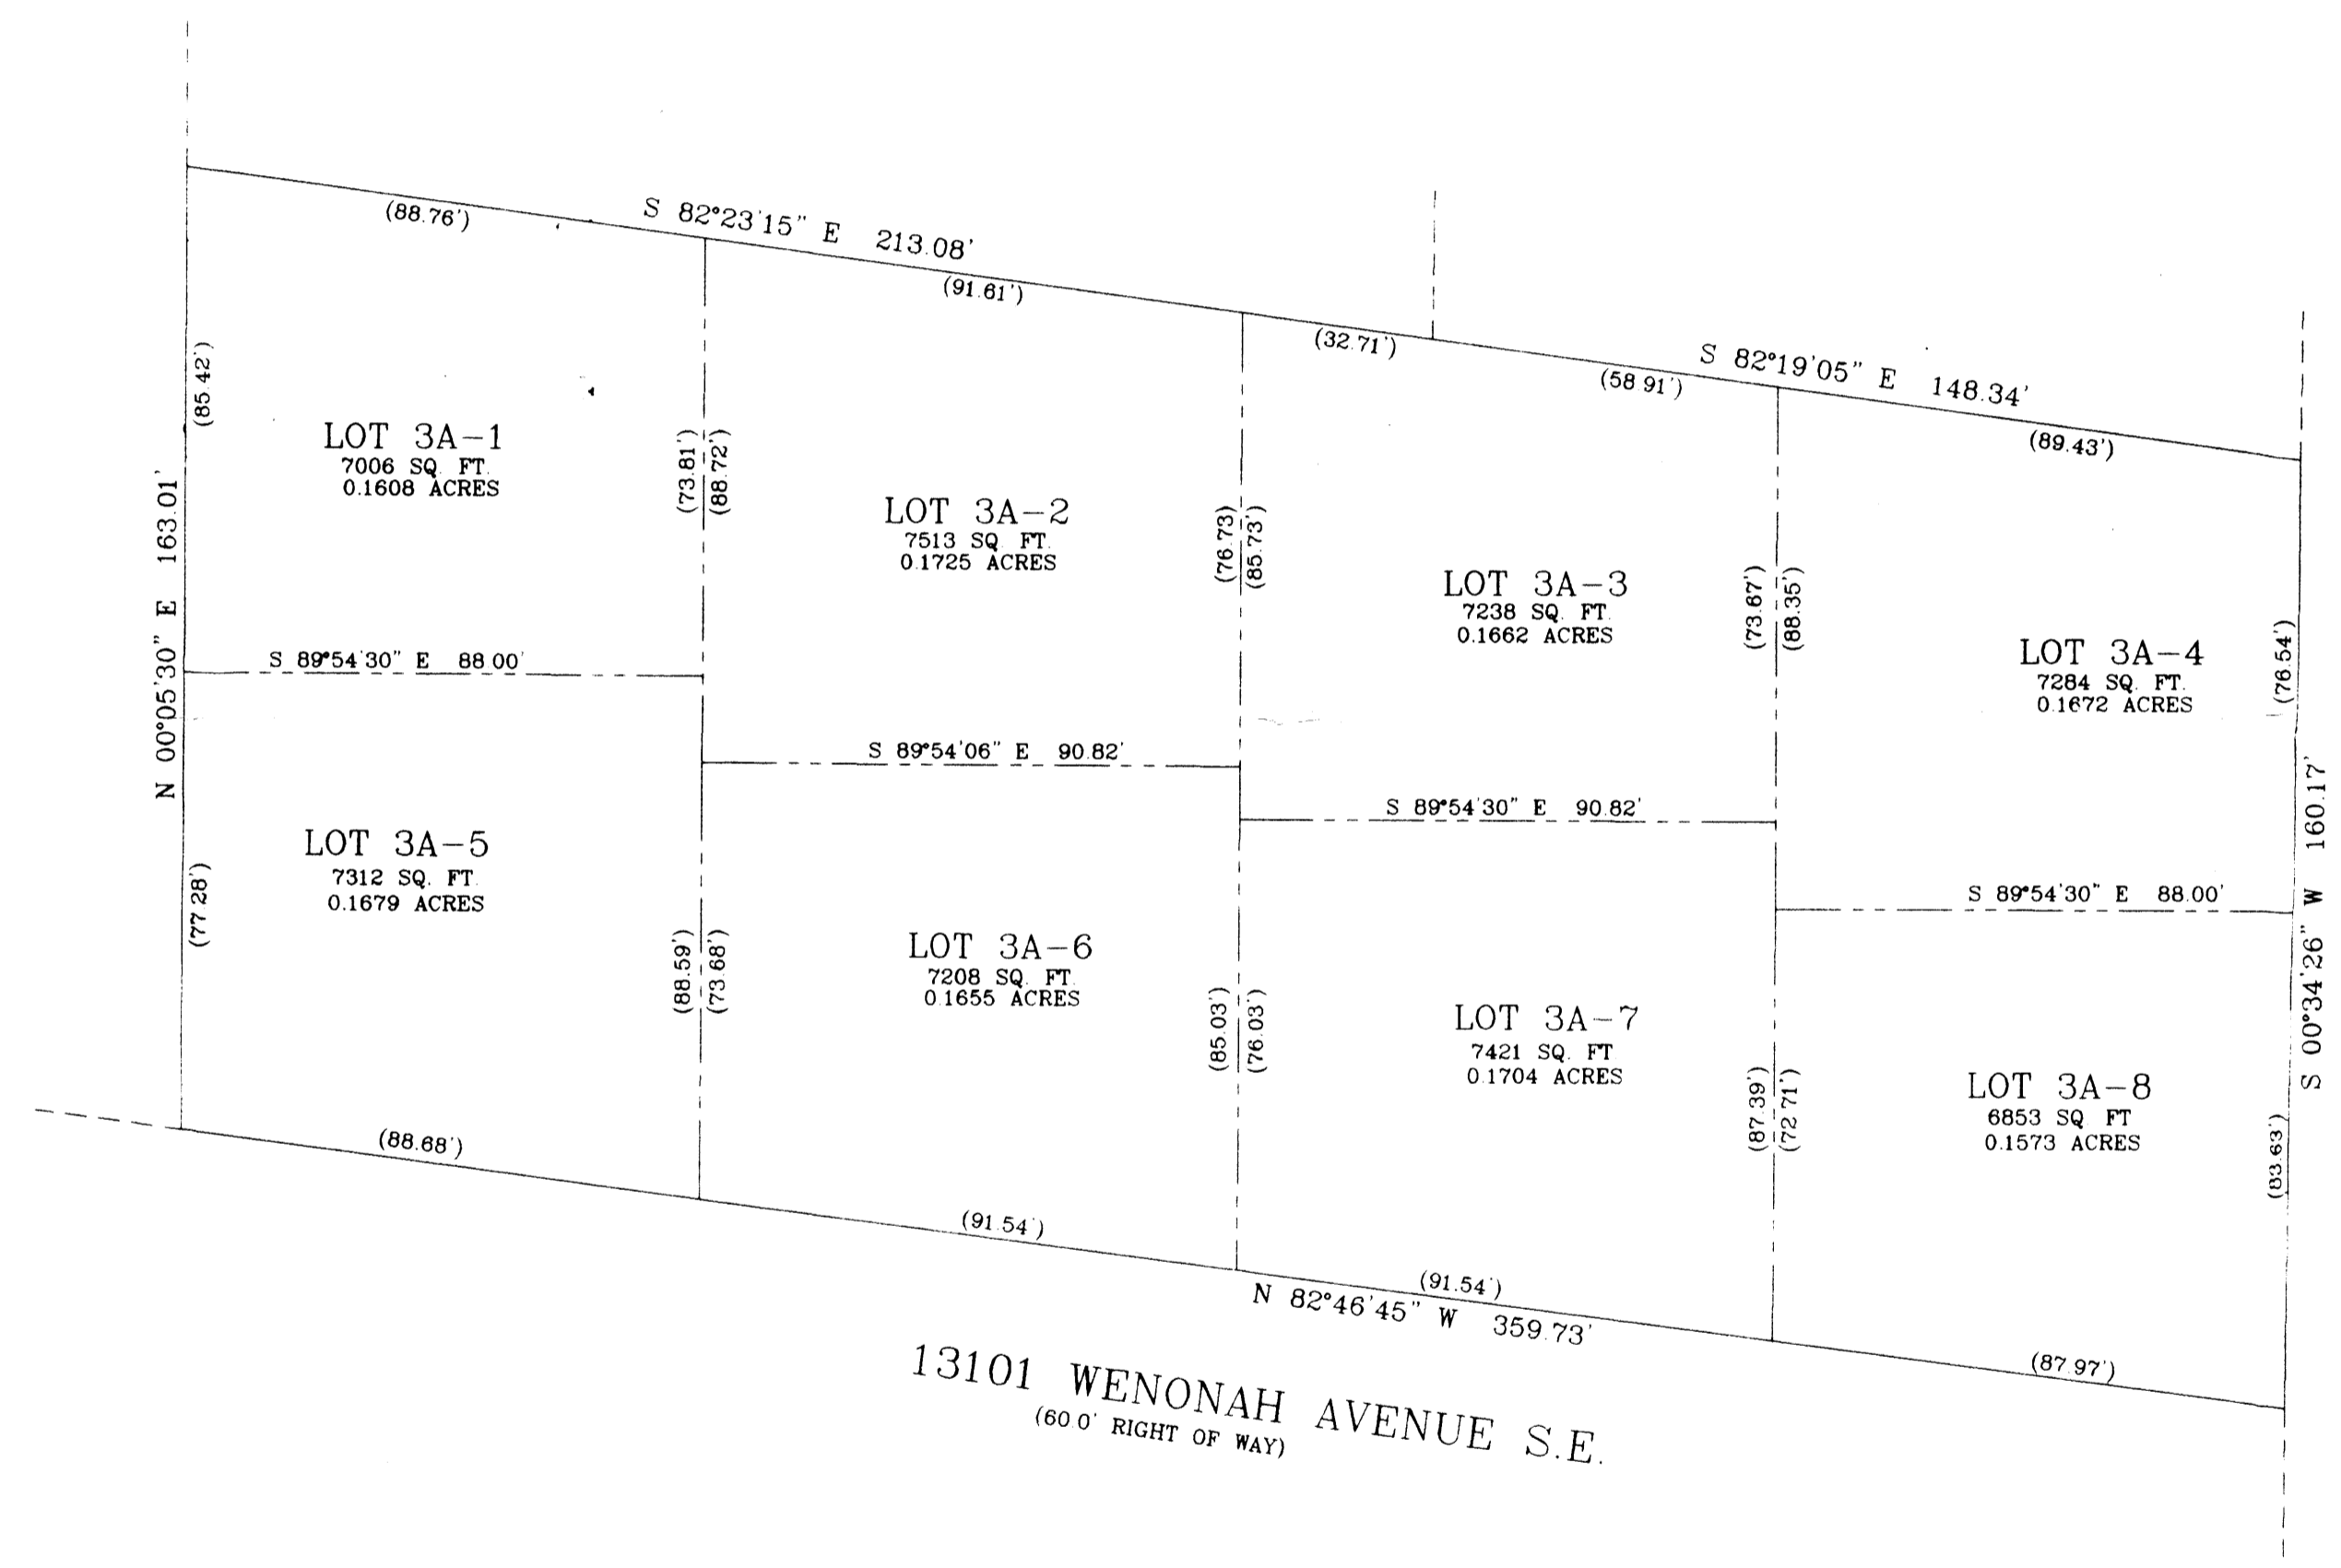 (88.76')
S 82°23'15" E 213.08'
(91.61')
(32.71')
S 82°19'05" E 148.34'
(58.91')
(89.43')
(85.42')
LOT 3A-1
7006 SQ. FT.
0.1608 ACRES
(73.81')
(88.72')
LOT 3A-2
7513 SQ. FT.
0.1725 ACRES
(76.73)
(85.73')
LOT 3A-3
7238 SQ. FT.
0.1662 ACRES
(73.67')
(88.35')
LOT 3A-4
7284 SQ. FT.
0.1672 ACRES
(76.54')
N 00°05'30" E 163.01'
S 89°54'30" E 88.00'
S 89°54'06" E 90.82'
S 89°54'30" E 90.82'
S 89°54'30" E 88.00'
S 00°34'26" W 160.17'
(77.28')
LOT 3A-5
7312 SQ. FT.
0.1679 ACRES
(88.59')
(73.68')
LOT 3A-6
7208 SQ. FT.
0.1655 ACRES
(85.03')
(76.03')
LOT 3A-7
7421 SQ. FT
0.1704 ACRES
(87.39')
(72.71')
LOT 3A-8
6853 SQ. FT
0.1573 ACRES
(83.63')
(88.68')
(91.54')
(91.54')
N 82°46'45" W 359.73'
(87.97')
13101 WENONAH AVENUE S.E.
(60.0' RIGHT OF WAY)